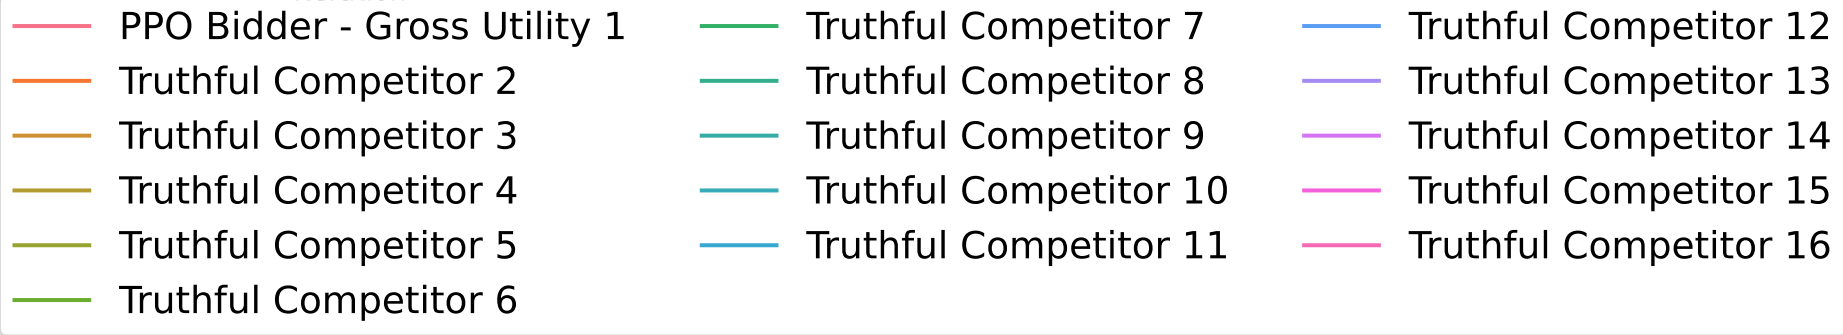 PPO Bidder - Gross Utility 1
Truthful Competitor 2
Truthful Competitor 3
Truthful Competitor 4
Truthful Competitor 5
Truthful Competitor 6
Truthful Competitor 7
Truthful Competitor 8
Truthful Competitor 9
Truthful Competitor 10
Truthful Competitor 11
Truthful Competitor 12
Truthful Competitor 13
Truthful Competitor 14
Truthful Competitor 15
Truthful Competitor 16